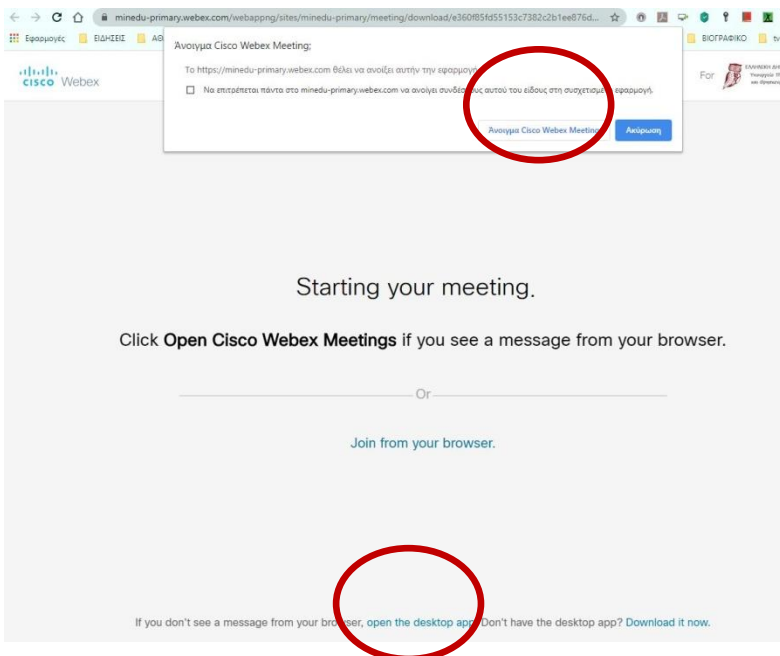 minedu-primary.webex.com/webappng/sites/minedu-primary/meeting/download/e360f85fd55153c7382c2b1ee876d...
Εφαρμογές ΕΙΔΗΣΕΙΣ ΑΘ ΒΙΟΓΡΑΦΙΚΟ tv
Άνοιγμα Cisco Webex Meeting;
Το https://minedu-primary.webex.com θέλει να ανοίξει αυτήν την εφαρμογή
Να επιτρέπεται πάντα στο minedu-primary.webex.com να ανοίγει συνδέσμους αυτού του είδους στη συσχετισμένη εφαρμογή.
Άνοιγμα Cisco Webex Meeting Ακύρωση
cisco Webex
For
Starting your meeting.
Click Open Cisco Webex Meetings if you see a message from your browser.
Or
Join from your browser.
If you don't see a message from your browser, open the desktop app. Don't have the desktop app? Download it now.